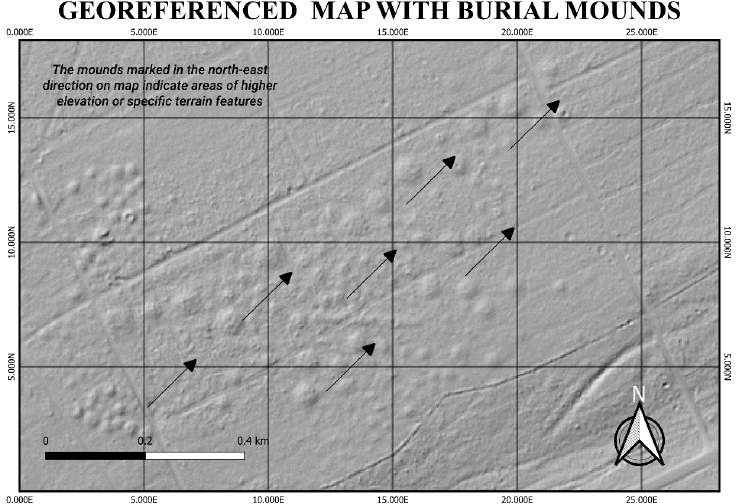 GEOREFERENCED MAP WITH BURIAL MOUNDS
0.000E 5.000E 10.000E 15.000E 20.000E 25.000E
The mounds marked in the north-east
direction on map indicate areas of higher
elevation or specific terrain features
15.000N 15.000N
10.000N 10.000N
5.000N 5.000N
N
0 0.2 0.4 km
0.000E 5.000E 10.000E 15.000E 20.000E 25.000E